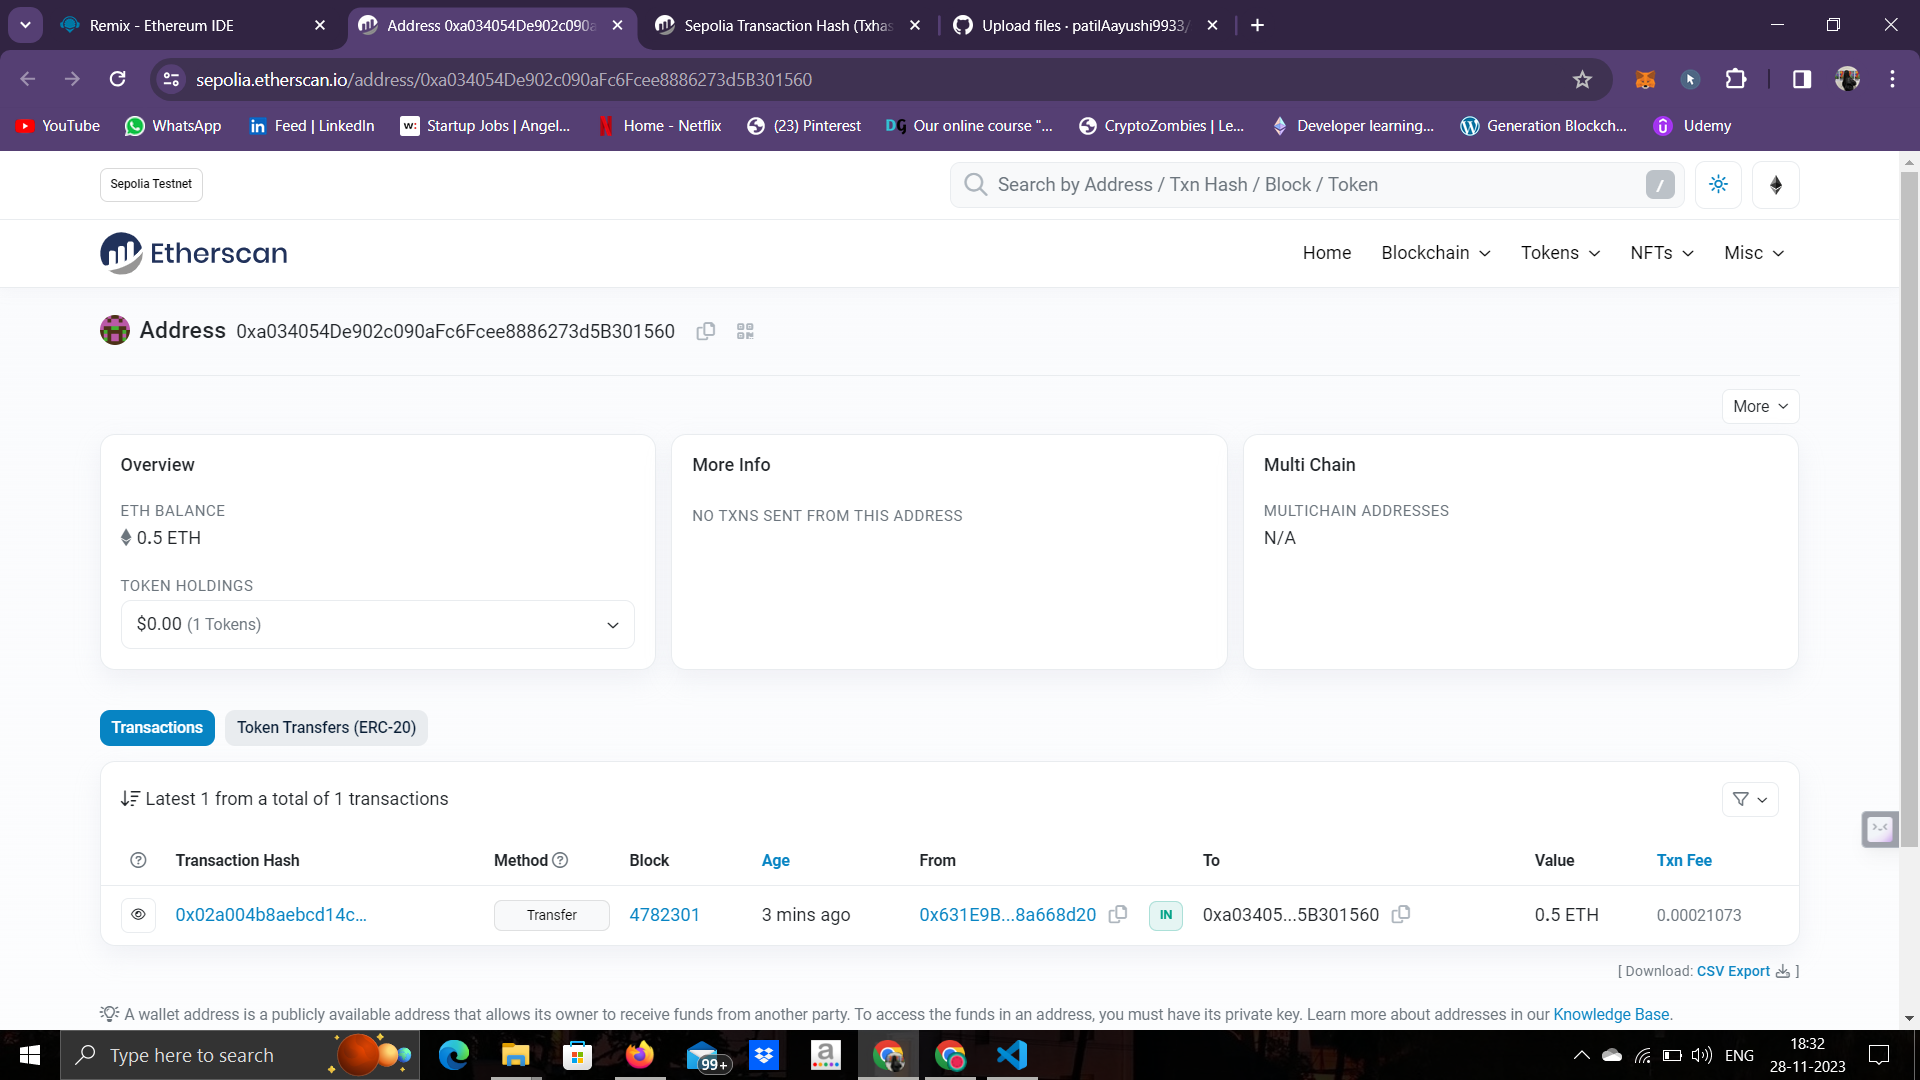 Remix - Ethereum IDE
Address 0xa034054De902c090a
Sepolia Transaction Hash (Txhas
Upload files · patilAayushi9933/
sepolia.etherscan.io/address/0xa034054De902c090aFc6Fcee8886273d5B301560
YouTube
WhatsApp
Feed | LinkedIn
Startup Jobs | Angel...
Home - Netflix
(23) Pinterest
Our online course "...
CryptoZombies | Le...
Developer learning...
Generation Blockch...
Udemy
Sepolia Testnet
Search by Address / Txn Hash / Block / Token
/
Etherscan
Home
Blockchain
Tokens
NFTs
Misc
Address 0xa034054De902c090aFc6Fcee8886273d5B301560
More
Overview
ETH BALANCE
0.5 ETH
TOKEN HOLDINGS
$0.00 (1 Tokens)
More Info
NO TXNS SENT FROM THIS ADDRESS
Multi Chain
MULTICHAIN ADDRESSES
N/A
Transactions
Token Transfers (ERC-20)
Latest 1 from a total of 1 transactions
Transaction Hash Method Block Age From To Value Txn Fee
0x02a004b8aebcd14c... Transfer 4782301 3 mins ago 0x631E9B...8a668d20 IN 0xa03405...5B301560 0.5 ETH 0.00021073
[ Download: CSV Export ]
A wallet address is a publicly available address that allows its owner to receive funds from another party. To access the funds in an address, you must have its private key. Learn more about addresses in our Knowledge Base.
Type here to search
99+
ENG
18:32
28-11-2023